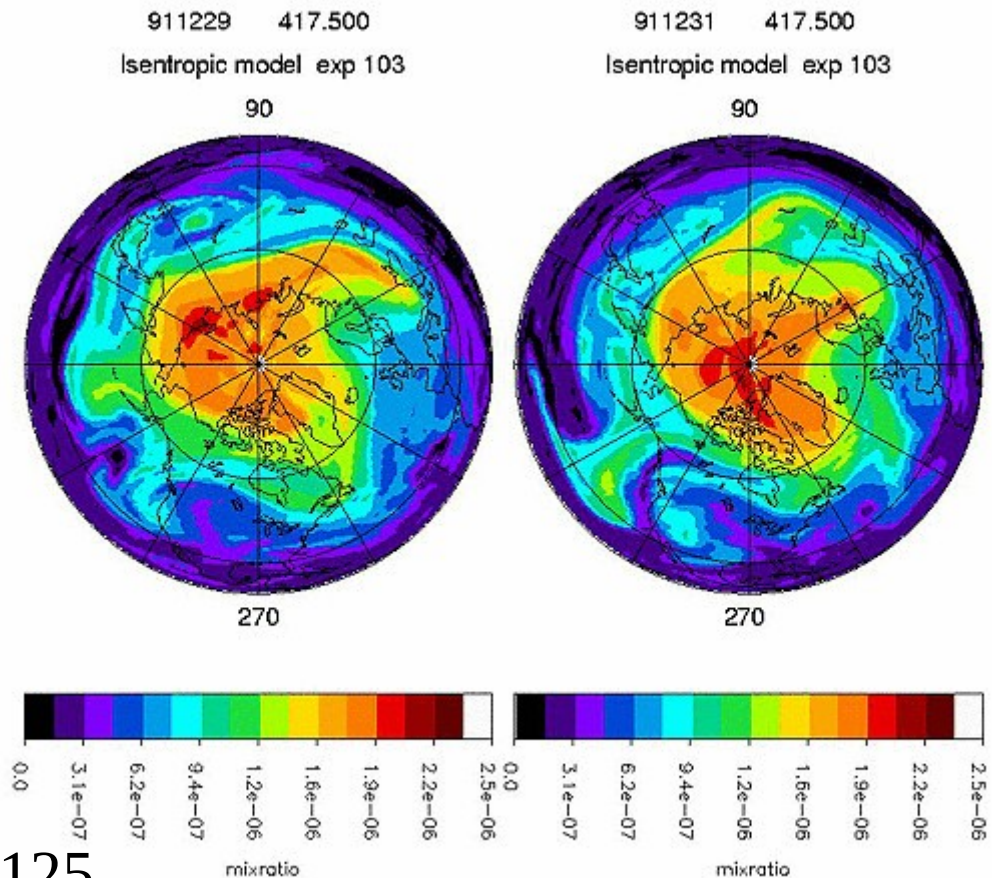 911229 417.500
Isentropic model exp 103
90
270
0.0 3.1e-07 6.2e-07 9.4e-07 1.2e-06 1.6e-06 1.9e-06 2.2e-06 2.5e-06
mixratio
911231 417.500
Isentropic model exp 103
90
270
0.0 3.1e-07 6.2e-07 9.4e-07 1.2e-06 1.6e-06 1.9e-06 2.2e-06 2.5e-06
mixratio
125